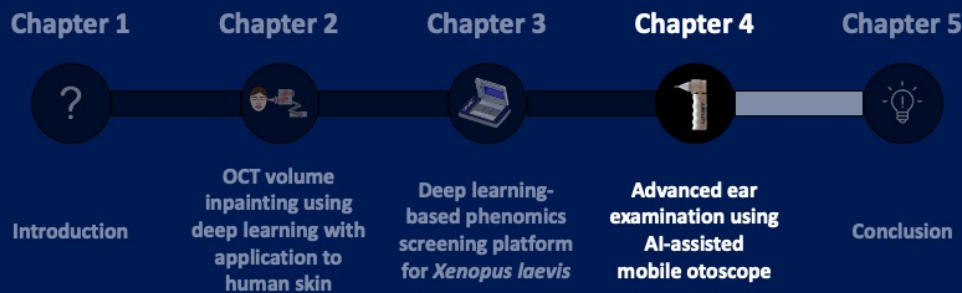 Chapter 1
Chapter 2
Chapter 3
Chapter 4
Chapter 5
?
Introduction
OCT volume
inpainting using
deep learning with
application to
human skin
Deep learning-
based phenomics
screening platform
for Xenopus laevis
Advanced ear
examination using
AI-assisted
mobile otoscope
Conclusion